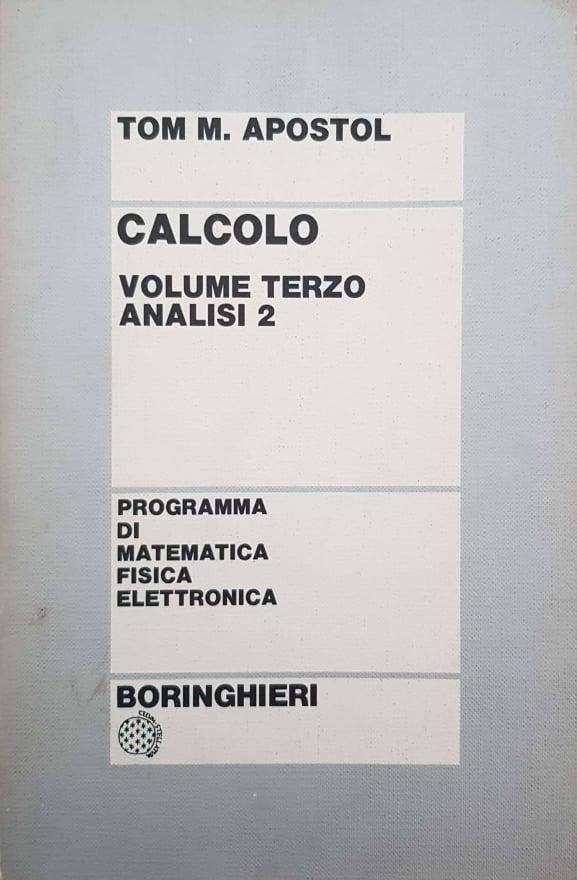 TOM M. APOSTOL
CALCOLO
VOLUME TERZO
ANALISI 2
PROGRAMMA
DI
MATEMATICA
FISICA
ELETTRONICA
BORINGHIERI